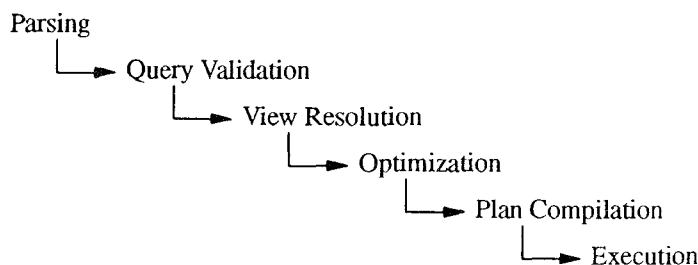 Parsing
Query Validation
View Resolution
Optimization
Plan Compilation
Execution